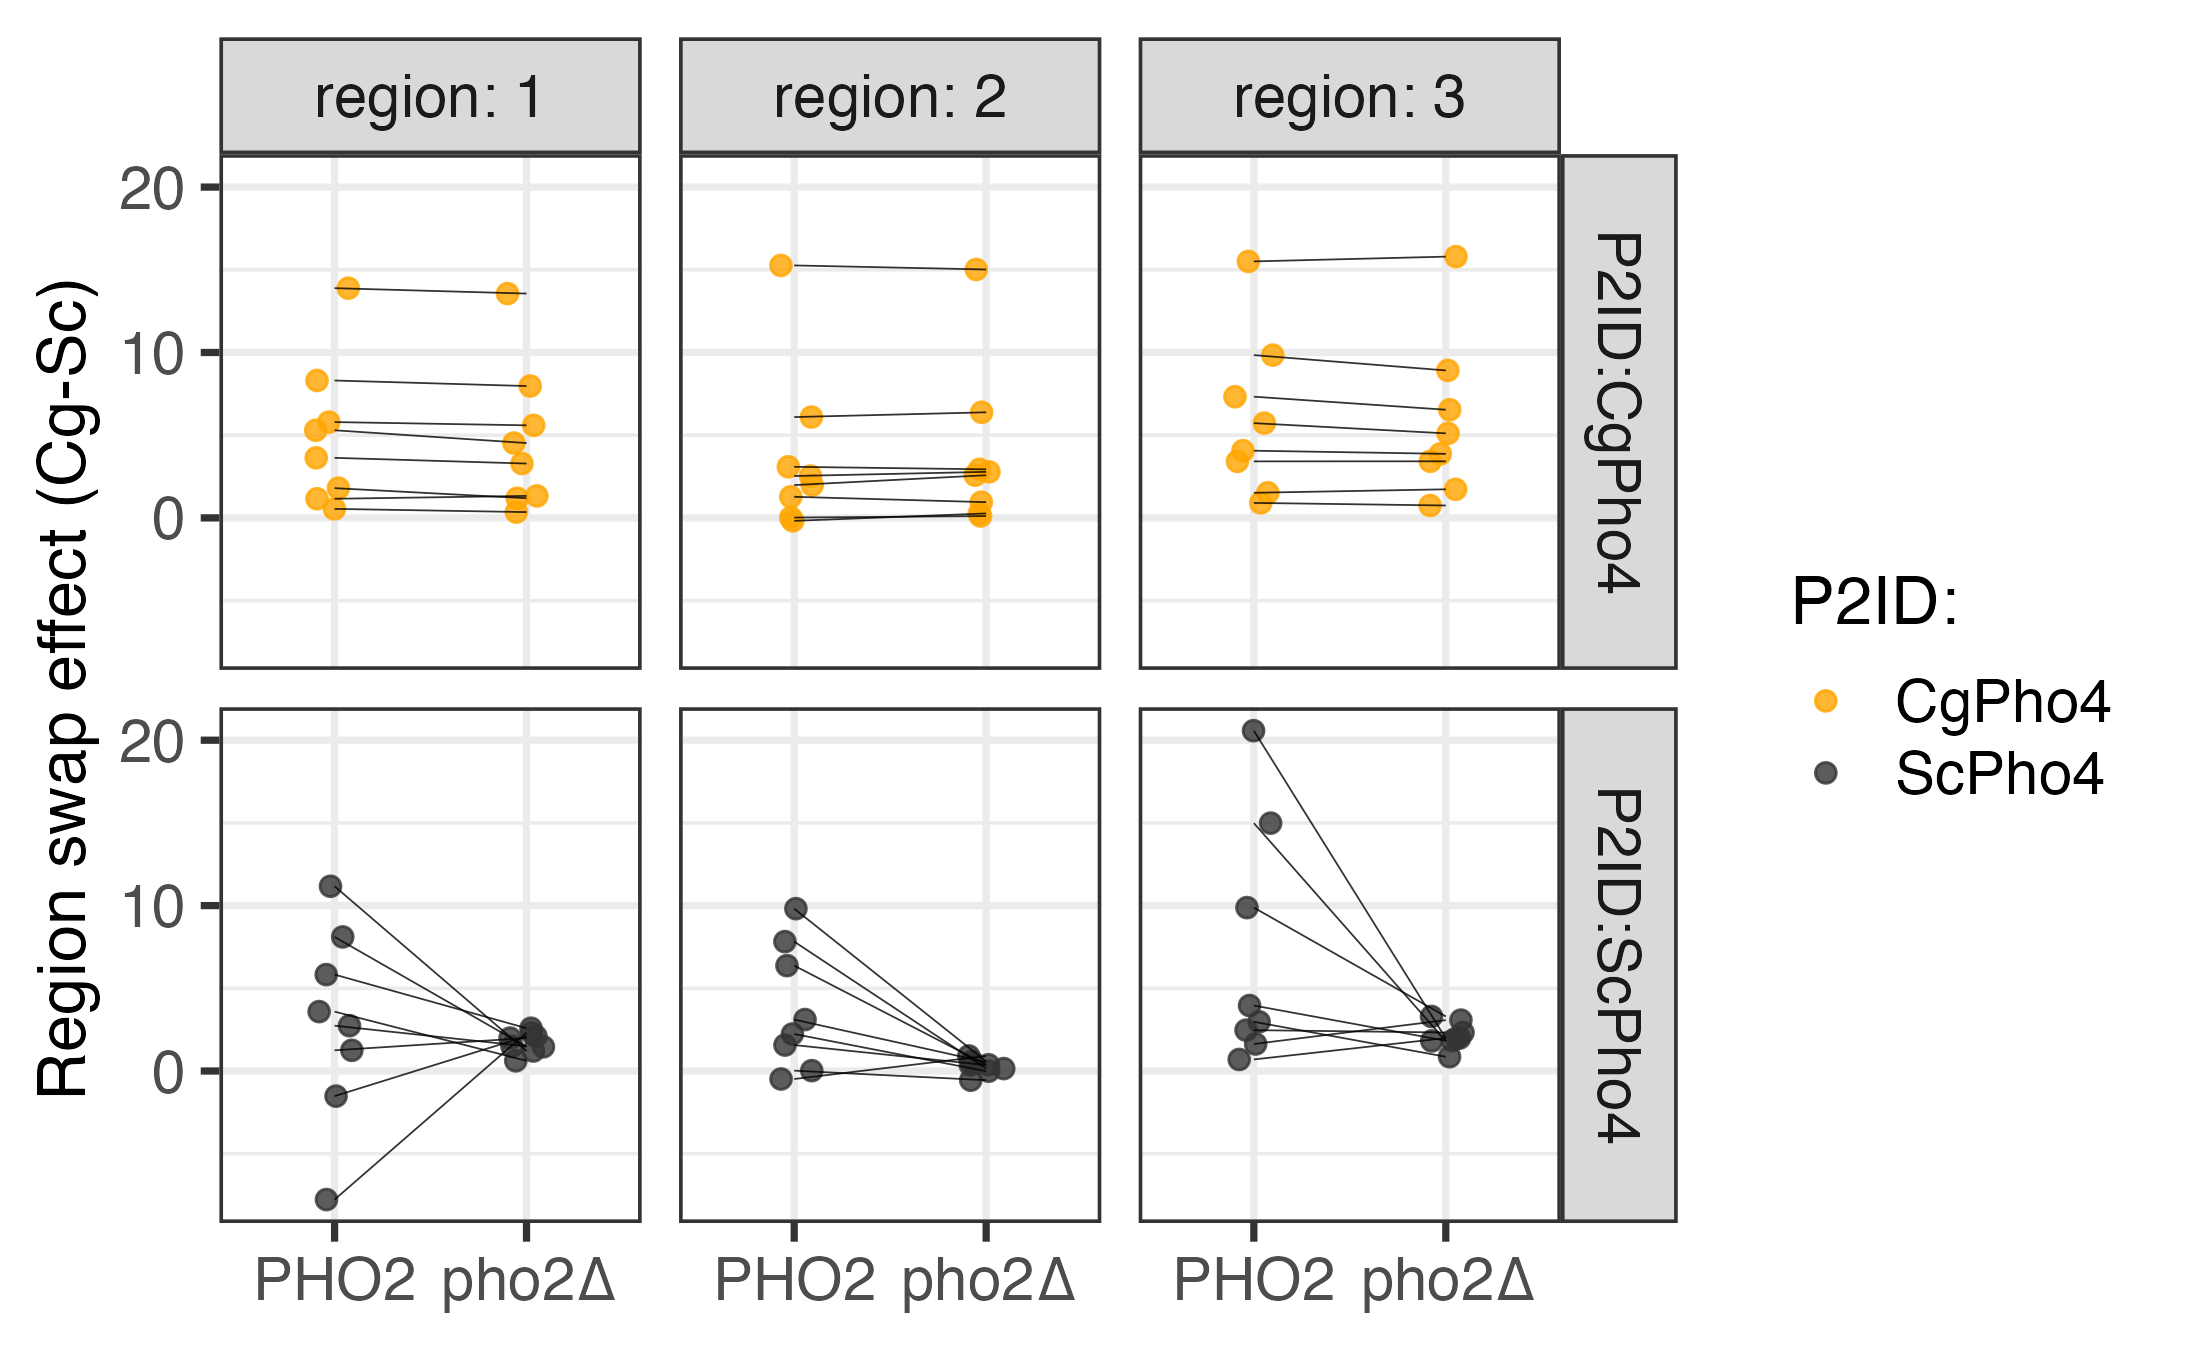 region: 1
region: 2
region: 3
Region swap effect (Cg-Sc)
20
10
0
P2ID:CgPho4
20
10
0
P2ID:ScPho4
PHO2 pho2Δ
PHO2 pho2Δ
PHO2 pho2Δ
P2ID:
CgPho4
ScPho4